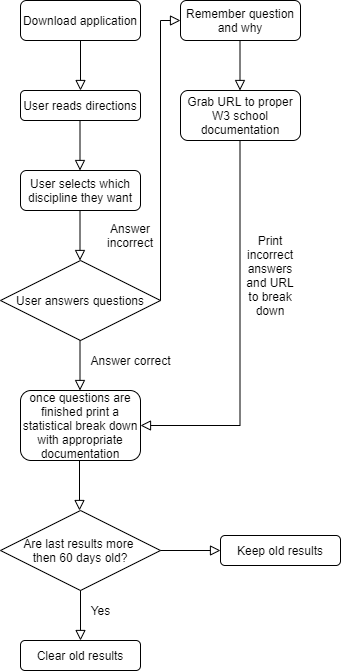 Download application
Remember question
and why
User reads directions
Grab URL to proper
W3 school
documentation
User selects which
discipline they want
Answer
incorrect
Print
incorrect
answers
and URL
to break
down
User answers questions
Answer correct
once questions are
finished print a
statistical break down
with appropriate
documentation
Are last results more
then 60 days old?
Keep old results
Yes
Clear old results